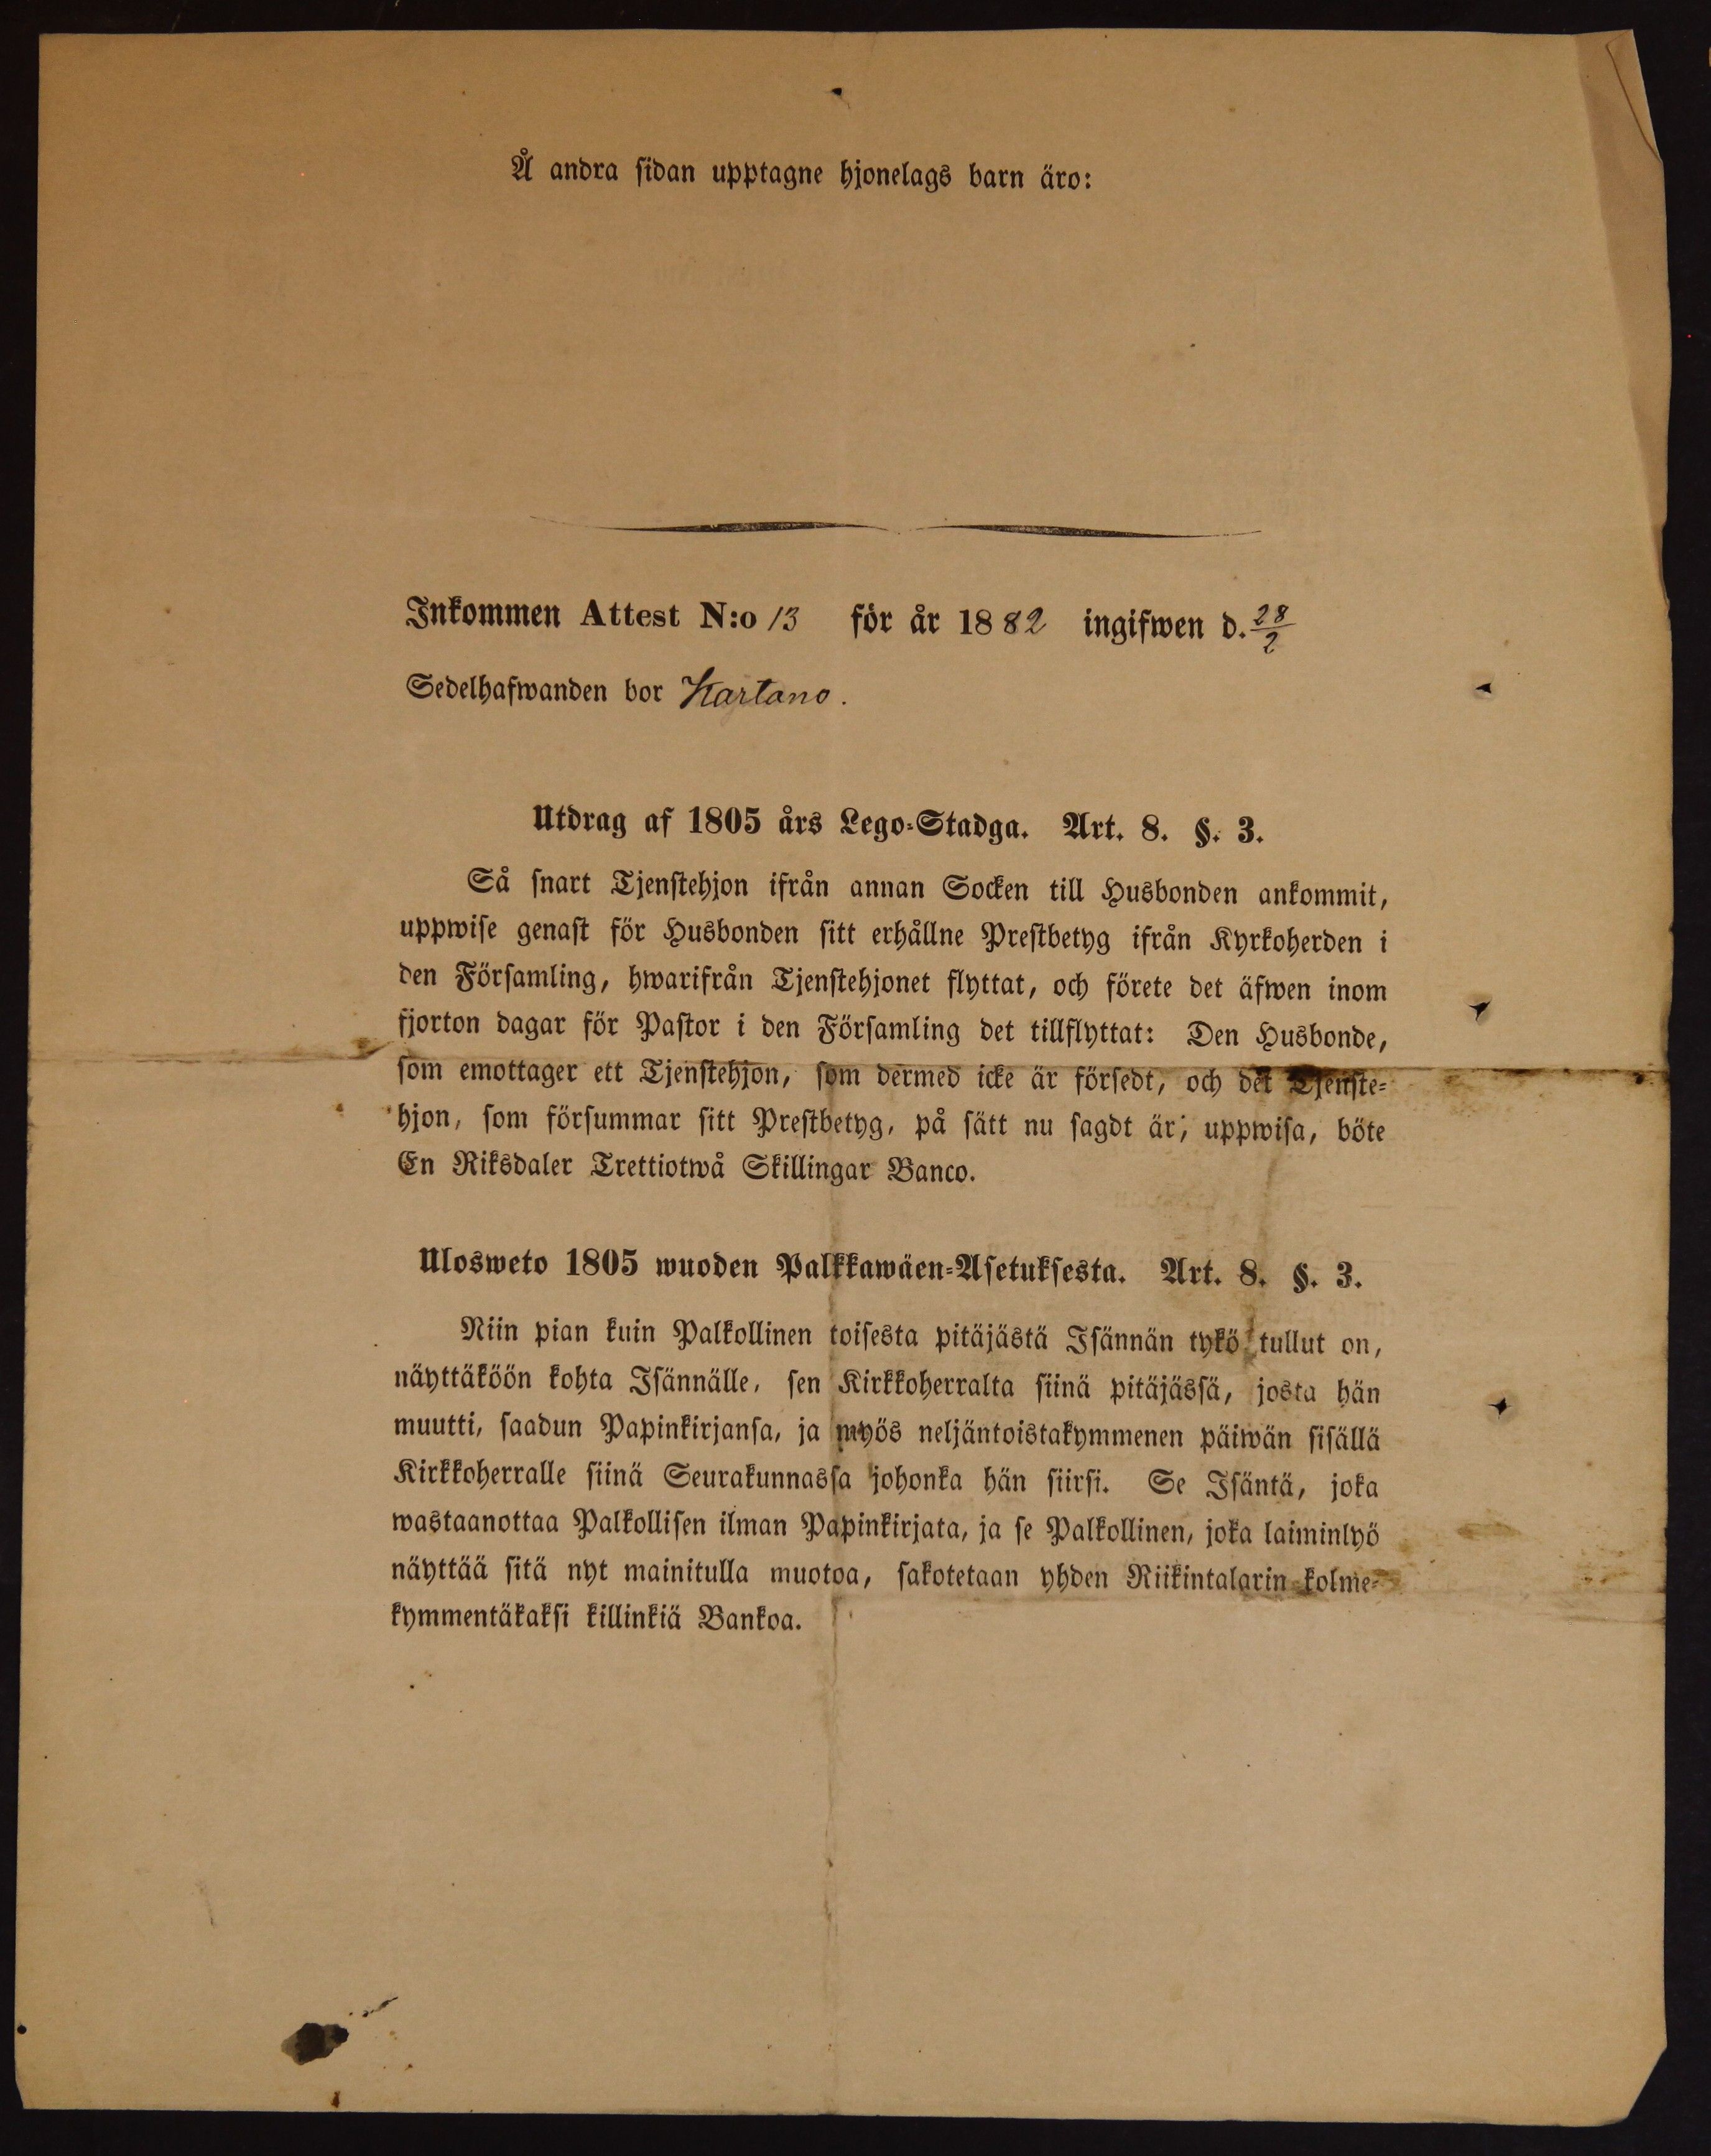 Å andra sidan upptagne hjonelags barn äro:
Inkommen Attest N:o 13 för år 1882 ingifwen d. 28/2
Sedelhafwanden bor Kartano.
Utdrag af 1805 års Lego-Stadga. Art. 8. §. 3.
Så snart Tjenstehjon ifrån annan Socken till Husbonden ankommit,
uppwise genast för Husbonden sitt erhållne Prestbetyg ifrån Kyrkoherden i
den Församling, hwarifrån Tjenstehjonet flyttat, och förete det äfwen inom
fjorton dagar för Pastor i den Församling det tillflyttat: Den Husbonde,
som emottager ett Tjenstehjon, som dermed icke är försedt, och det Tjenste-
hjon, som försummar sitt Prestbetyg, på sätt nu sagdt är, uppwisa, böte
En Riksdaler Trettiotwå Skillingar Banco.
Ulosweto 1805 wuoden Palkkawäen-Asetuksesta. Art. 8. §. 3.
Niin pian kuin Palkollinen toisesta pitäjästä Isännän tykö tullut on,
näyttäköön kohta Isännälle, sen Kirkkoherralta siinä pitäjässä, josta hän
muutti, saadun Papinkirjansa, ja myös neljäntoistakymmenen päiwän sisällä
Kirkkoherralle siinä Seurakunnassa johonka hän siirsi. Se Isäntä, joka
wastaanottaa Palkollisen ilman Papinkirjata, ja se Palkollinen, joka laiminlyö
näyttää sitä nyt mainitulla muotoa, sakotetaan yhden Riikintalarin kolme-
kymmentäkaksi killinkiä Bankoa.